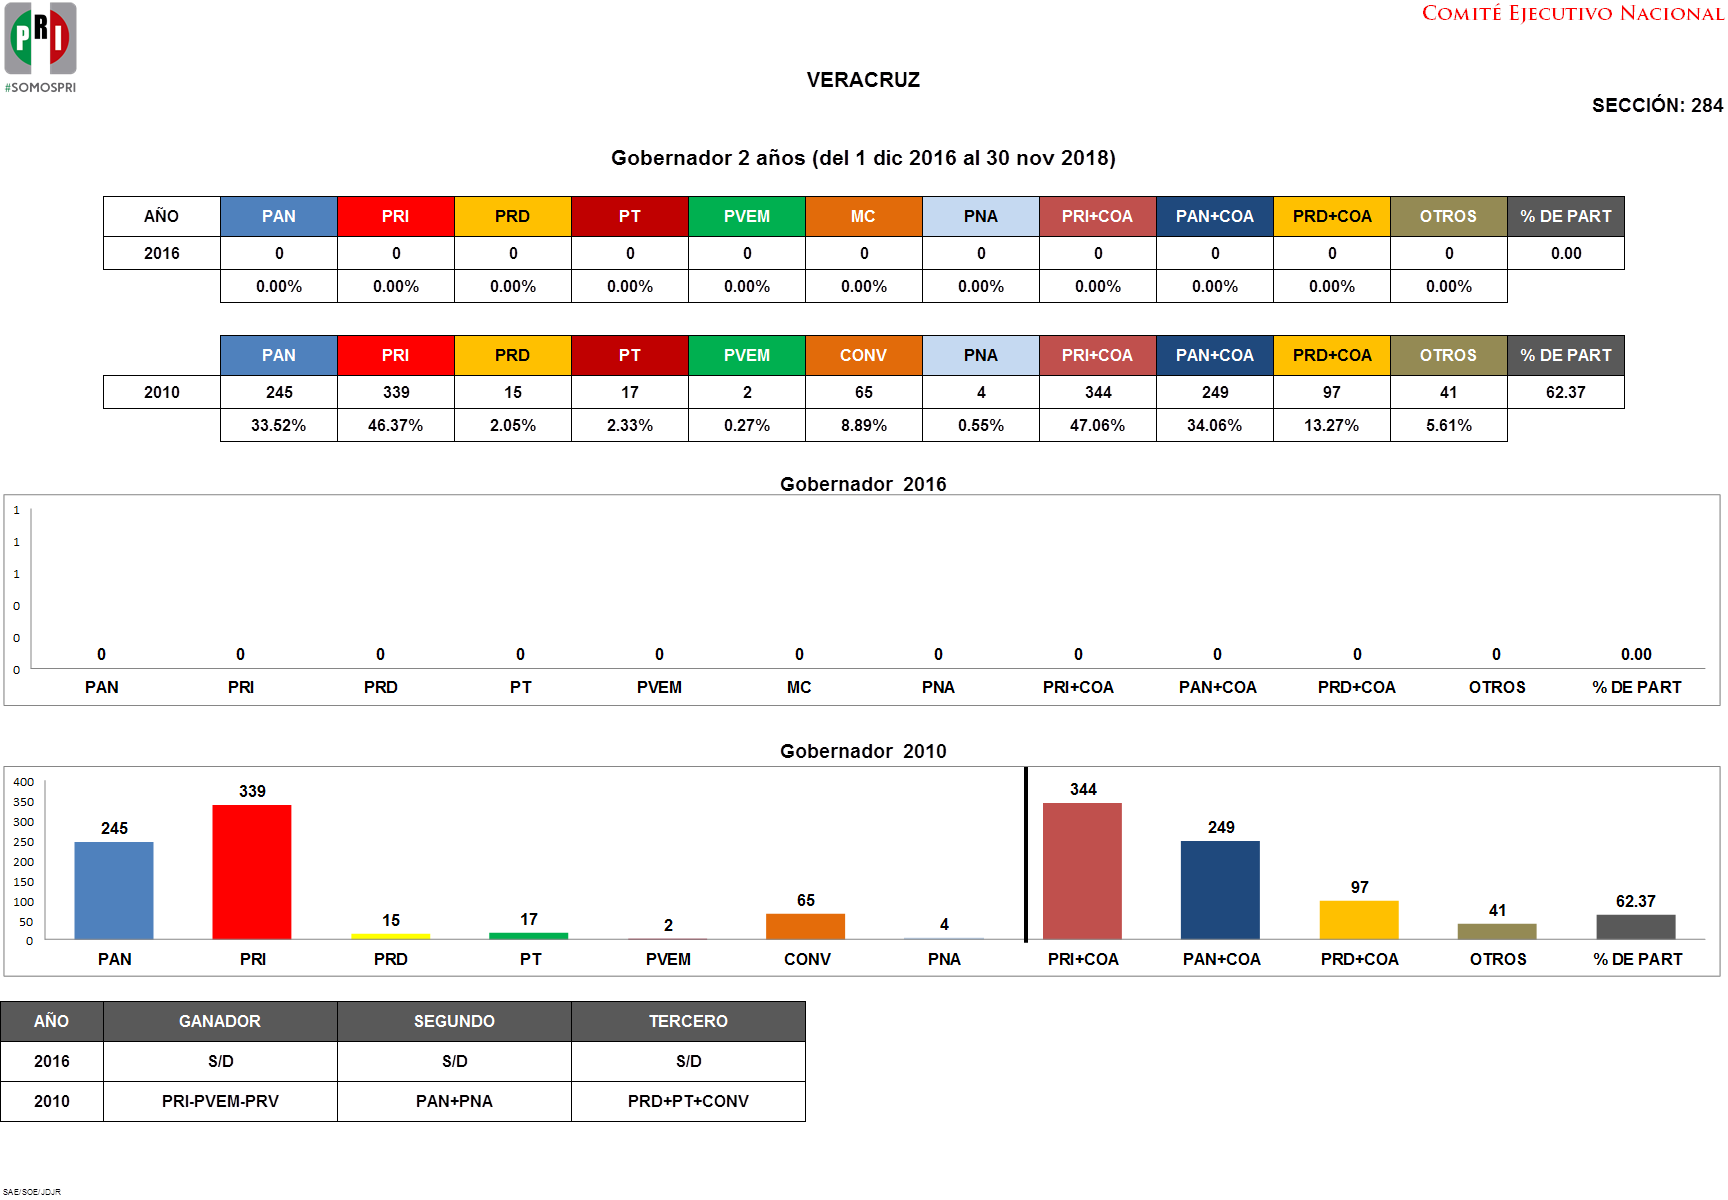 PRI
#SOMOSPRI
COMITÉ EJECUTIVO NACIONAL
VERACRUZ
SECCIÓN: 284
Gobernador 2 años (del 1 dic 2016 al 30 nov 2018)
AÑO PAN PRI PRD PT PVEM MC PNA PRI+COA PAN+COA PRD+COA OTROS % DE PART
2016 0 0 0 0 0 0 0 0 0 0 0 0.00
0.00% 0.00% 0.00% 0.00% 0.00% 0.00% 0.00% 0.00% 0.00% 0.00% 0.00%
PAN PRI PRD PT PVEM CONV PNA PRI+COA PAN+COA PRD+COA OTROS % DE PART
2010 245 339 15 17 2 65 4 344 249 97 41 62.37
33.52% 46.37% 2.05% 2.33% 0.27% 8.89% 0.55% 47.06% 34.06% 13.27% 5.61%
Gobernador 2016
1
1
1
0
0
0
0 0 0 0 0 0 0 0 0 0 0 0.00
PAN PRI PRD PT PVEM MC PNA PRI+COA PAN+COA PRD+COA OTROS % DE PART
Gobernador 2010
400
350
300
250
200
150
100
50
0
245 339 15 17 2 65 4 344 249 97 41 62.37
PAN PRI PRD PT PVEM CONV PNA PRI+COA PAN+COA PRD+COA OTROS % DE PART
AÑO GANADOR SEGUNDO TERCERO
2016 S/D S/D S/D
2010 PRI-PVEM-PRV PAN+PNA PRD+PT+CONV
SAE/SOE/JDJR